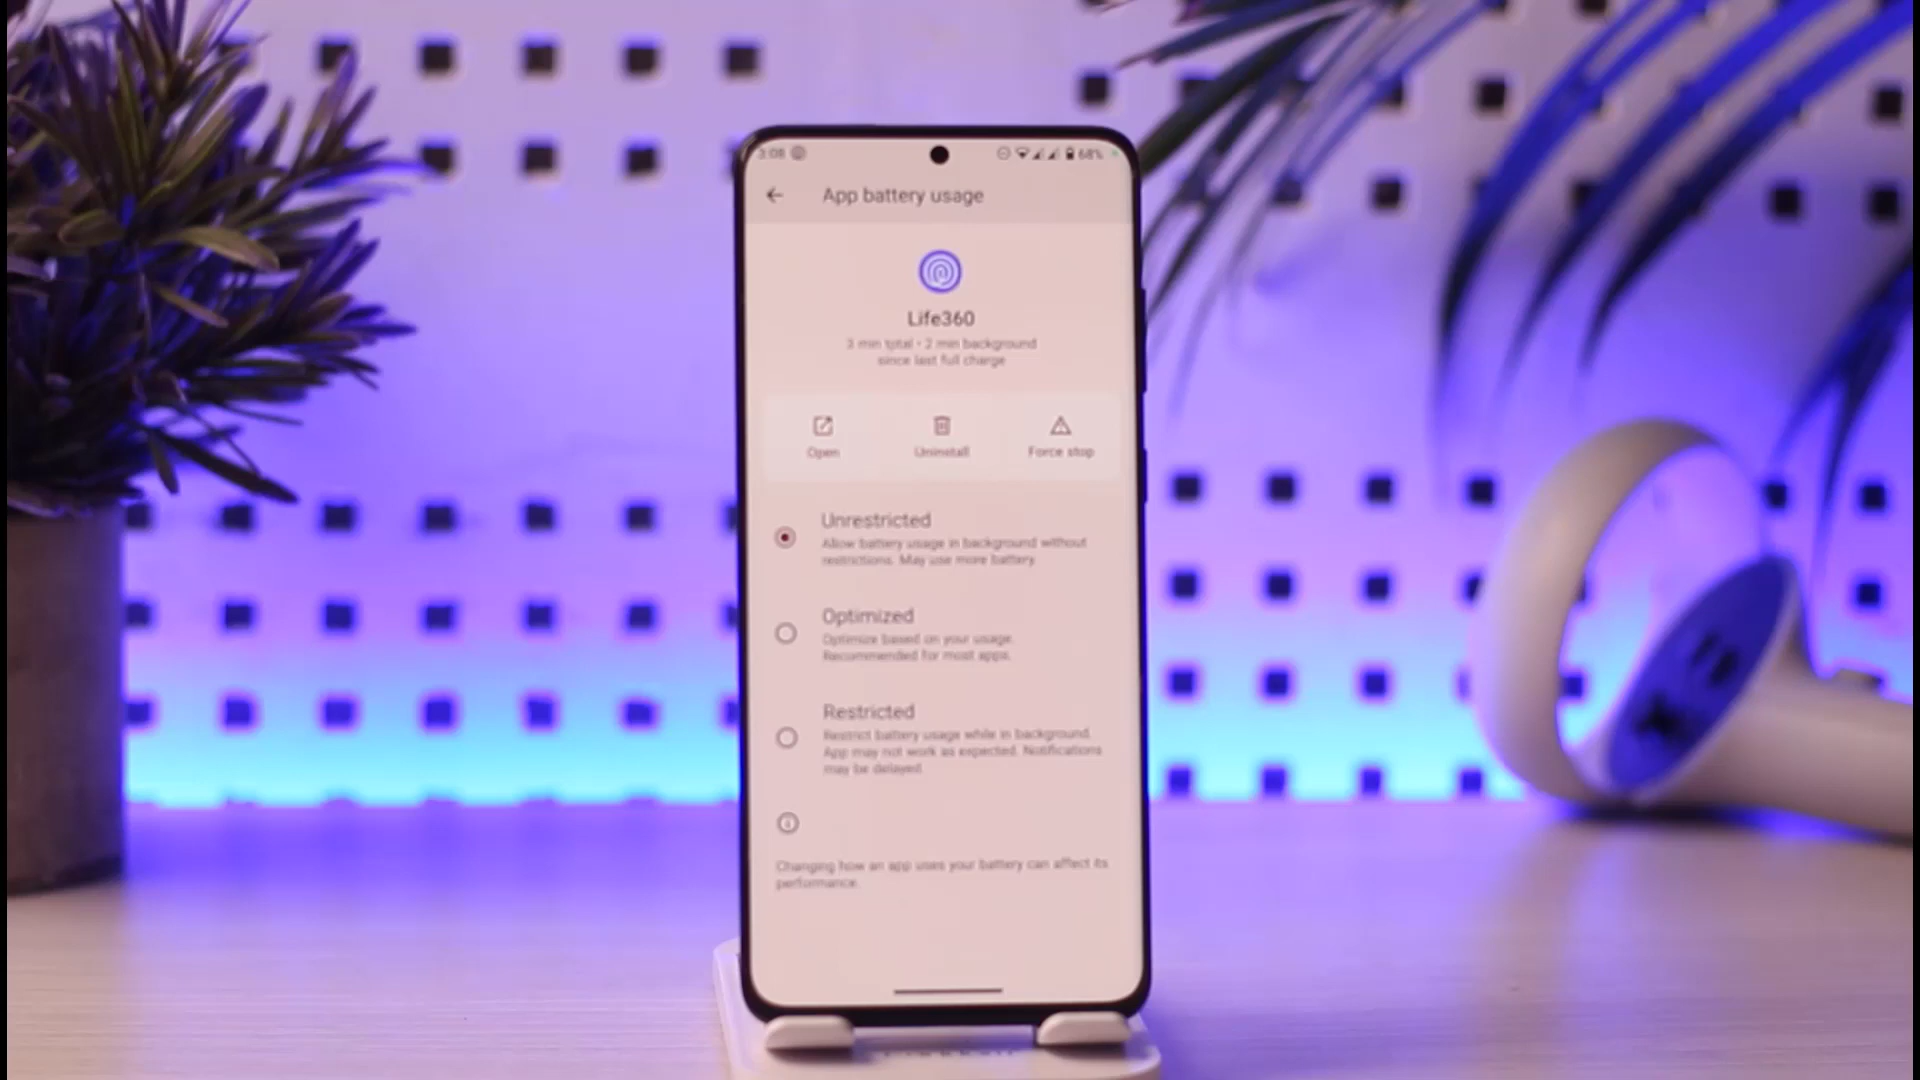 3:08 68%
App battery usage
Life360
3 min total • 2 min background
since last full charge
Open Uninstall Force stop
Unrestricted
Allow battery usage in background without
restrictions. May use more battery.
Optimized
Optimize based on your usage.
Recommended for most apps.
Restricted
Restrict battery usage while in background.
App may not work as expected. Notifications
may be delayed.
Changing how an app uses your battery can affect its
performance.